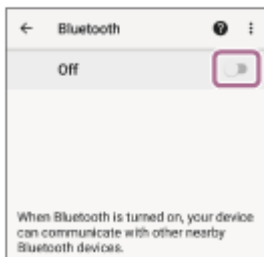 Bluetooth
Off
When Bluetooth is turned on, your device
can communicate with other nearby
Bluetooth devices.